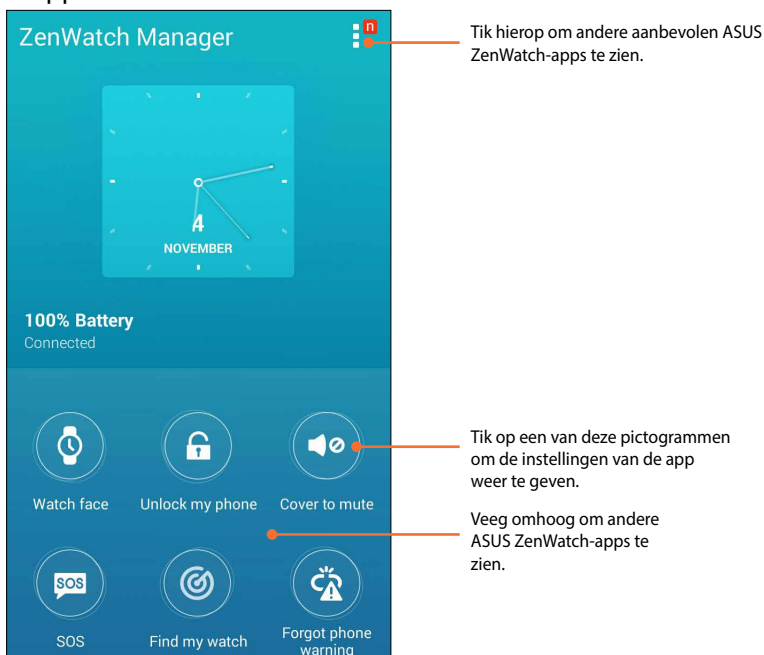 ZenWatch Manager
n
Tik hierop om andere aanbevolen ASUS
ZenWatch-apps te zien.
4
NOVEMBER
100% Battery
Connected
Tik op een van deze pictogrammen
om de instellingen van de app
weer te geven.
Watch face
Unlock my phone
Cover to mute
Veeg omhoog om andere
ASUS ZenWatch-apps te
zien.
SOS
SOS
Find my watch
Forgot phone
warning